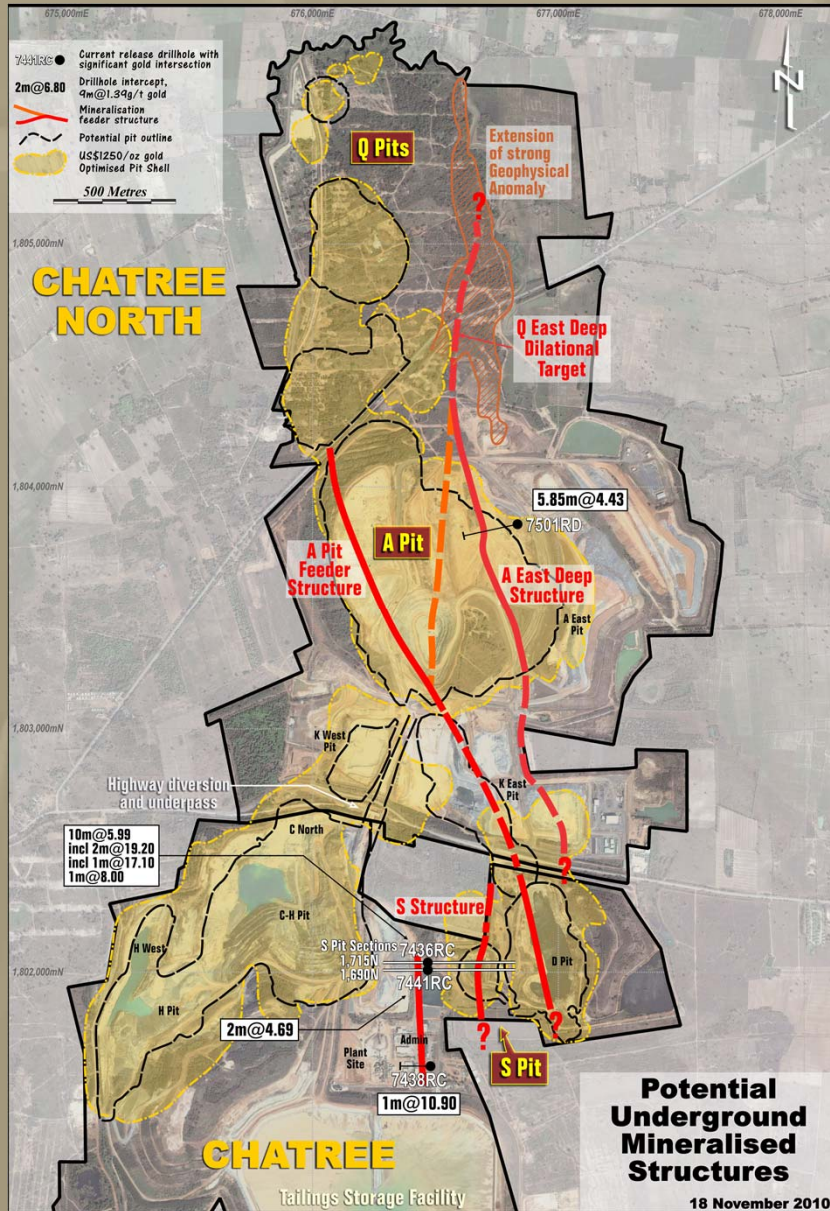 675,000mE
676,000mE
677,000mE
678,000mE
7441RC
Current release drillhole with
significant gold intersection
2m@6.80
Drillhole intercept,
9m@1.39g/t gold
Mineralisation
feeder structure
Potential pit outline
US$1250/oz gold
Optimised Pit Shell
500 Metres
N
Q Pits
Extension
of strong
Geophysical
Anomaly
?
1,805,000mN
CHATREE
NORTH
Q East Deep
Dilational
Target
1,804,000mN
5.85m@4.43
7501RD
A Pit
A Pit
Feeder
Structure
A East Deep
Structure
A East
Pit
1,803,000mN
K West
Pit
K East
Pit
Highway diversion
and underpass
C North
10m@5.99
incl 2m@19.20
incl 1m@17.10
1m@8.00
?
S Structure
C-H Pit
H West
S Pit Sections
1,715N
1,690N
7436RC
7441RC
D Pit
1,802,000mN
H Pit
2m@4.69
?
?
Admin
Plant
Site
S Pit
7438RC
1m@10.90
CHATREE
Tailings Storage Facility
Potential
Underground
Mineralised
Structures
18 November 2010